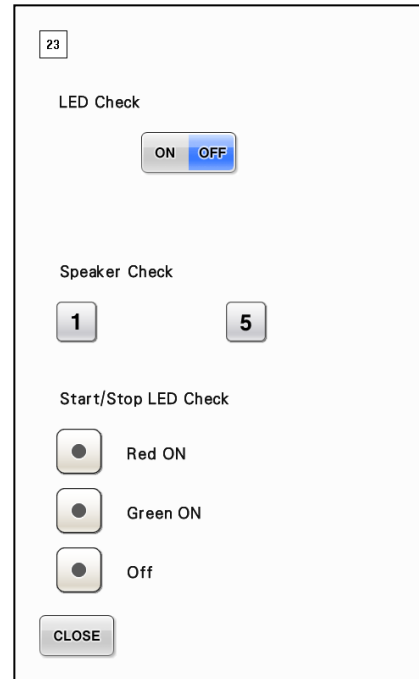 23
LED Check
ON OFF
Speaker Check
1 5
Start/Stop LED Check
Red ON
Green ON
Off
CLOSE